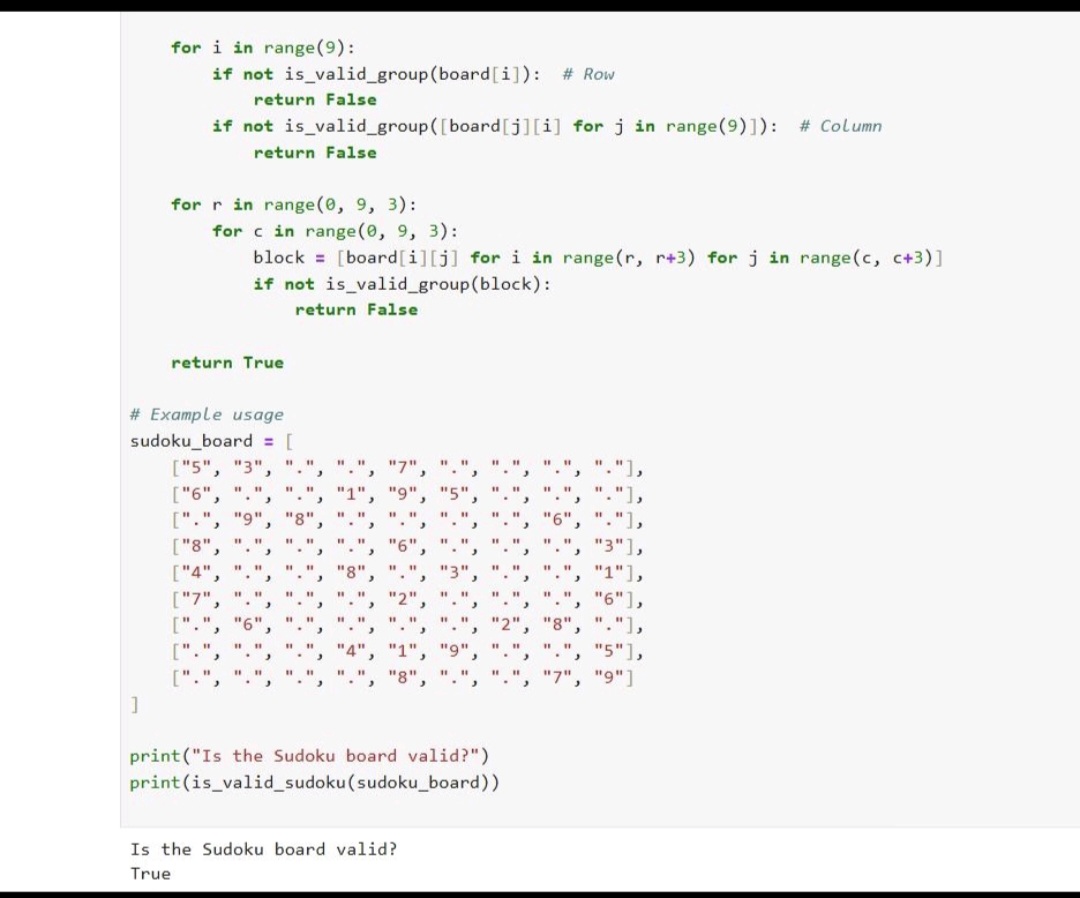 for i in range(9):
if not is_valid_group(board[i]):  # Row
return False
if not is_valid_group([board[j][i] for j in range(9)]):  # Column
return False
for r in range(0, 9, 3):
for c in range(0, 9, 3):
block = [board[i][j] for i in range(r, r+3) for j in range(c, c+3)]
if not is_valid_group(block):
return False
return True
# Example usage
sudoku_board = [
["5", "3", ".", ".", "7", ".", ".", ".", "."],
["6", ".", ".", "1", "9", "5", ".", ".", "."],
[".", "9", "8", ".", ".", ".", ".", "6", "."],
["8", ".", ".", ".", "6", ".", ".", ".", "3"],
["4", ".", ".", "8", ".", "3", ".", ".", "1"],
["7", ".", ".", ".", "2", ".", ".", ".", "6"],
[".", "6", ".", ".", ".", ".", "2", "8", "."],
[".", ".", ".", "4", "1", "9", ".", ".", "5"],
[".", ".", ".", ".", "8", ".", ".", "7", "9"]
]
print("Is the Sudoku board valid?")
print(is_valid_sudoku(sudoku_board))
Is the Sudoku board valid?
True